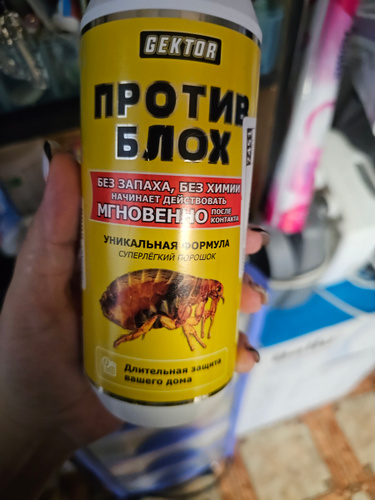 GEKTOR
ПРОТИВ
БЛОХ
БЕЗ ЗАПАХА, БЕЗ ХИМИИ
НАЧИНАЕТ ДЕЙСТВОВАТЬ
МГНОВЕННО ПОСЛЕ КОНТАКТА
УНИКАЛЬНАЯ ФОРМУЛА
СУПЕРЛЁГКИЙ ПОРОШОК
Длительная защита
вашего дома